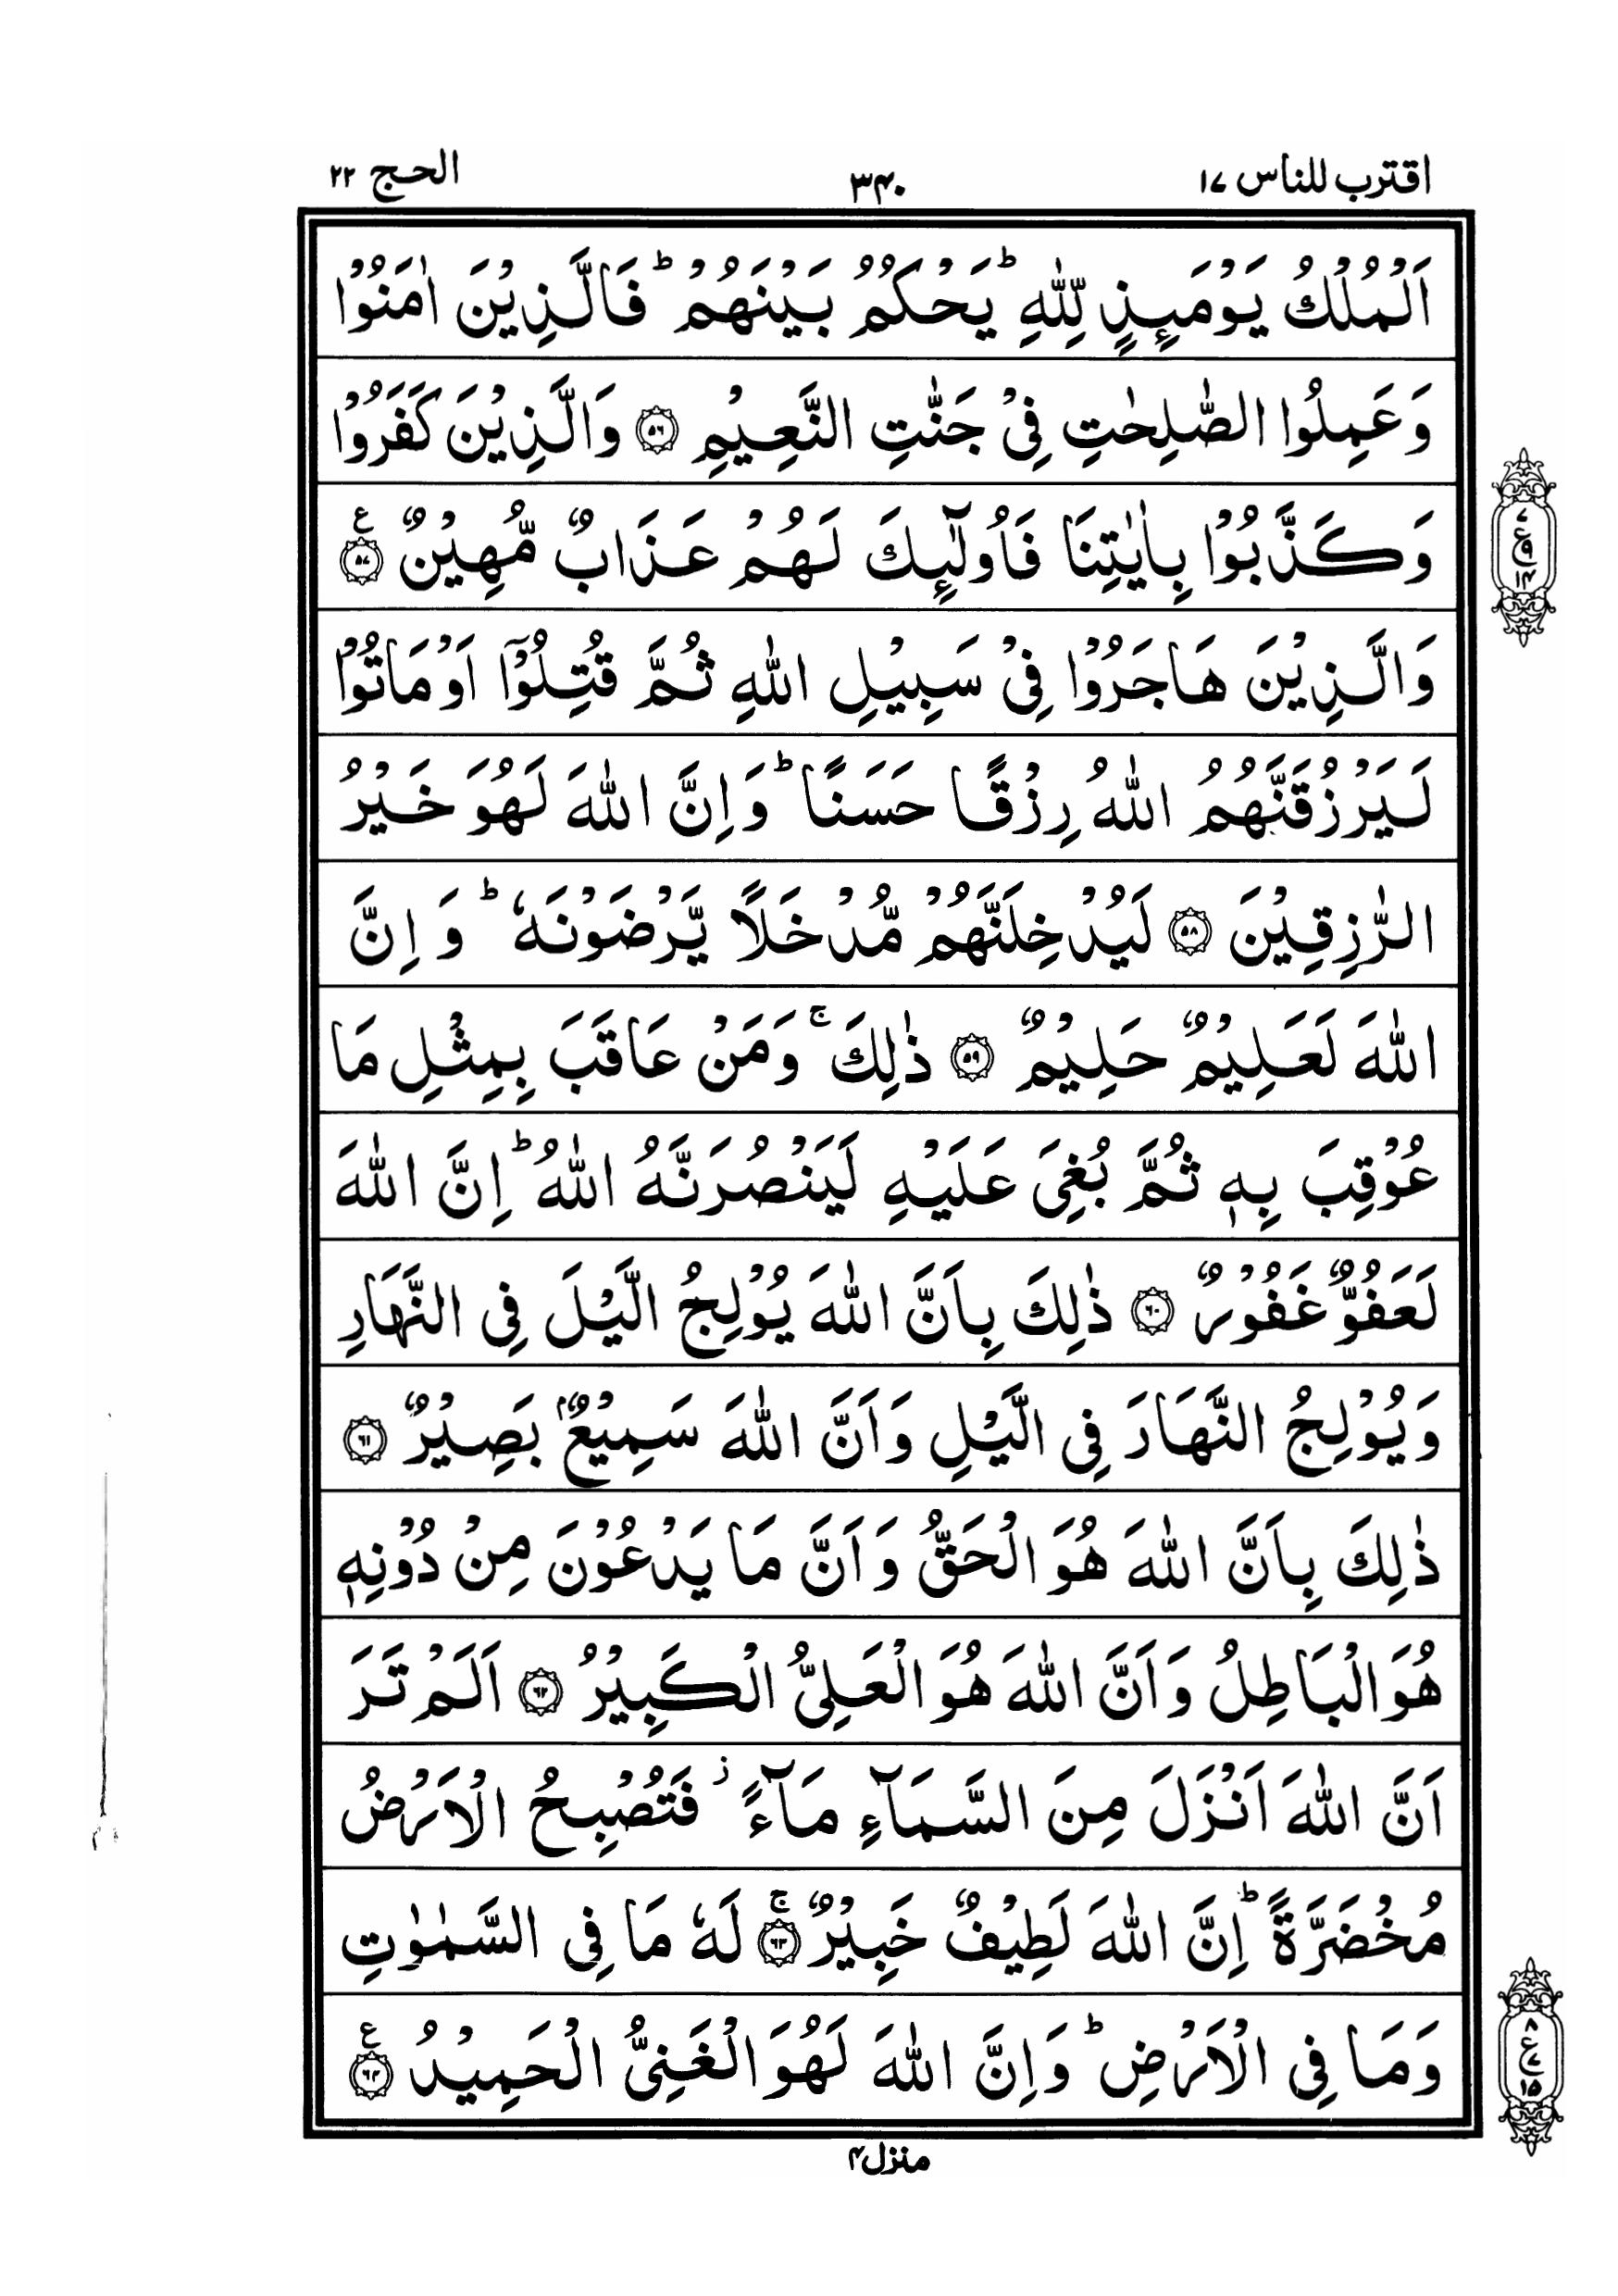 اقترب للناس ١٧
٣٤٠
الحج ٢٢
اَلْمُلْكُ يَوْمَىِٕذٍ لِّلّٰهِ ؕ يَحْكُمُ بَيْنَهُمْ ؕ فَالَّذِيْنَ اٰمَنُوْا
وَعَمِلُوا الصّٰلِحٰتِ فِيْ جَنّٰتِ النَّعِيْمِ ۝٥٦ وَالَّذِيْنَ كَفَرُوْا
وَكَذَّبُوْا بِاٰيٰتِنَا فَاُولٰٓىِٕكَ لَهُمْ عَذَابٌ مُّهِيْنٌ ۝٥٧ ع
٧
ع ٩
١٤
وَالَّذِيْنَ هَاجَرُوْا فِيْ سَبِيْلِ اللّٰهِ ثُمَّ قُتِلُوْۤا اَوْ مَاتُوْا
لَيَرْزُقَنَّهُمُ اللّٰهُ رِزْقًا حَسَنًا ؕ وَاِنَّ اللّٰهَ لَهُوَ خَيْرُ
الرّٰزِقِيْنَ ۝٥٨ لَيُدْخِلَنَّهُمْ مُّدْخَلًا يَّرْضَوْنَهٗ ؕ وَ اِنَّ
اللّٰهَ لَعَلِيْمٌ حَلِيْمٌ ۝٥٩ ذٰلِكَ ۚ وَمَنْ عَاقَبَ بِمِثْلِ مَا
عُوْقِبَ بِهٖ ثُمَّ بُغِيَ عَلَيْهِ لَيَنْصُرَنَّهُ اللّٰهُ ؕ اِنَّ اللّٰهَ
لَعَفُوٌّ غَفُوْرٌ ۝٦٠ ذٰلِكَ بِاَنَّ اللّٰهَ يُوْلِجُ الَّيْلَ فِي النَّهَارِ
وَيُوْلِجُ النَّهَارَ فِي الَّيْلِ وَاَنَّ اللّٰهَ سَمِيْعٌۢ بَصِيْرٌ ۝٦١
ذٰلِكَ بِاَنَّ اللّٰهَ هُوَ الْحَقُّ وَاَنَّ مَا يَدْعُوْنَ مِنْ دُوْنِهٖ
هُوَ الْبَاطِلُ وَاَنَّ اللّٰهَ هُوَ الْعَلِيُّ الْكَبِيْرُ ۝٦٢ اَلَمْ تَرَ
اَنَّ اللّٰهَ اَنْزَلَ مِنَ السَّمَآءِ مَآءً ؗ فَتُصْبِحُ الْاَرْضُ
مُخْضَرَّةً ؕ اِنَّ اللّٰهَ لَطِيْفٌ خَبِيْرٌ ۝٦٣ ۚ لَهٗ مَا فِي السَّمٰوٰتِ
وَمَا فِي الْاَرْضِ ؕ وَاِنَّ اللّٰهَ لَهُوَ الْغَنِيُّ الْحَمِيْدُ ۝٦٤ ع
٨
ع ٧
١٥
منزل ٤